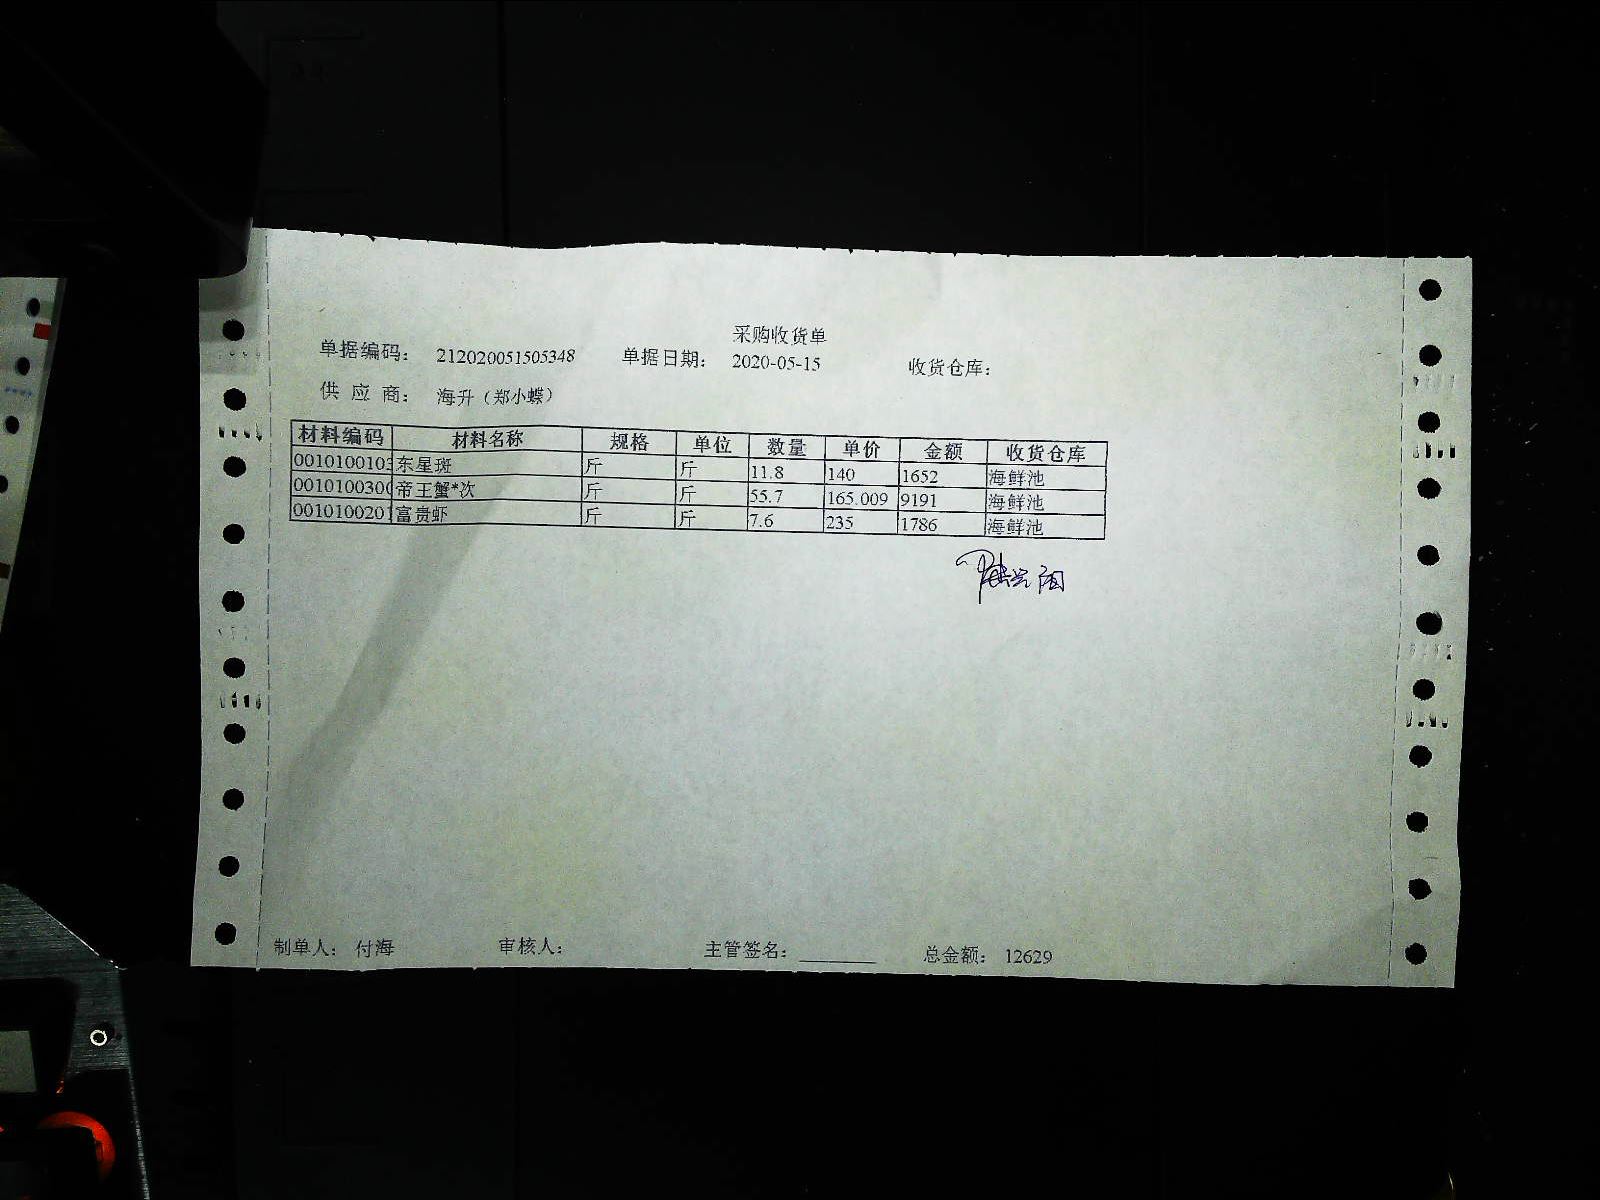 采购收货单
单据编码： 212020051505348 单据日期： 2020-05-15 收货仓库：
供 应 商： 海升（郑小蝶）
材料编码 材料名称 规格 单位 数量 单价 金额 收货仓库
0010100103 东星斑 斤 斤 11.8 140 1652 海鲜池
0010100300 帝王蟹*次 斤 斤 55.7 165.009 9191 海鲜池
0010100201 富贵虾 斤 斤 7.6 235 1786 海鲜池
制单人： 付海 审核人： 主管签名： ________ 总金额： 12629